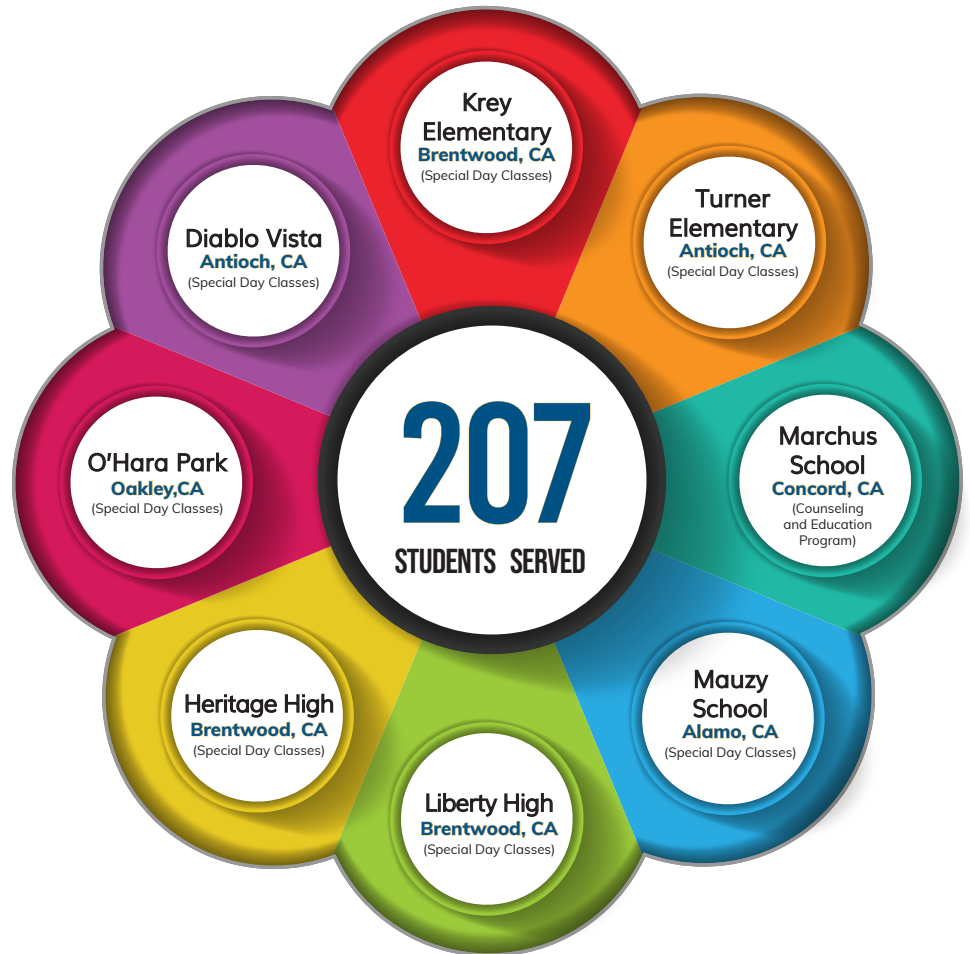 Krey
Elementary
Brentwood, CA
(Special Day Classes)
Turner
Elementary
Antioch, CA
(Special Day Classes)
Diablo Vista
Antioch, CA
(Special Day Classes)
207
STUDENTS SERVED
Marchus
School
Concord, CA
(Counseling
and Education
Program)
O'Hara Park
Oakley,CA
(Special Day Classes)
Mauzy
School
Alamo, CA
(Special Day Classes)
Heritage High
Brentwood, CA
(Special Day Classes)
Liberty High
Brentwood, CA
(Special Day Classes)